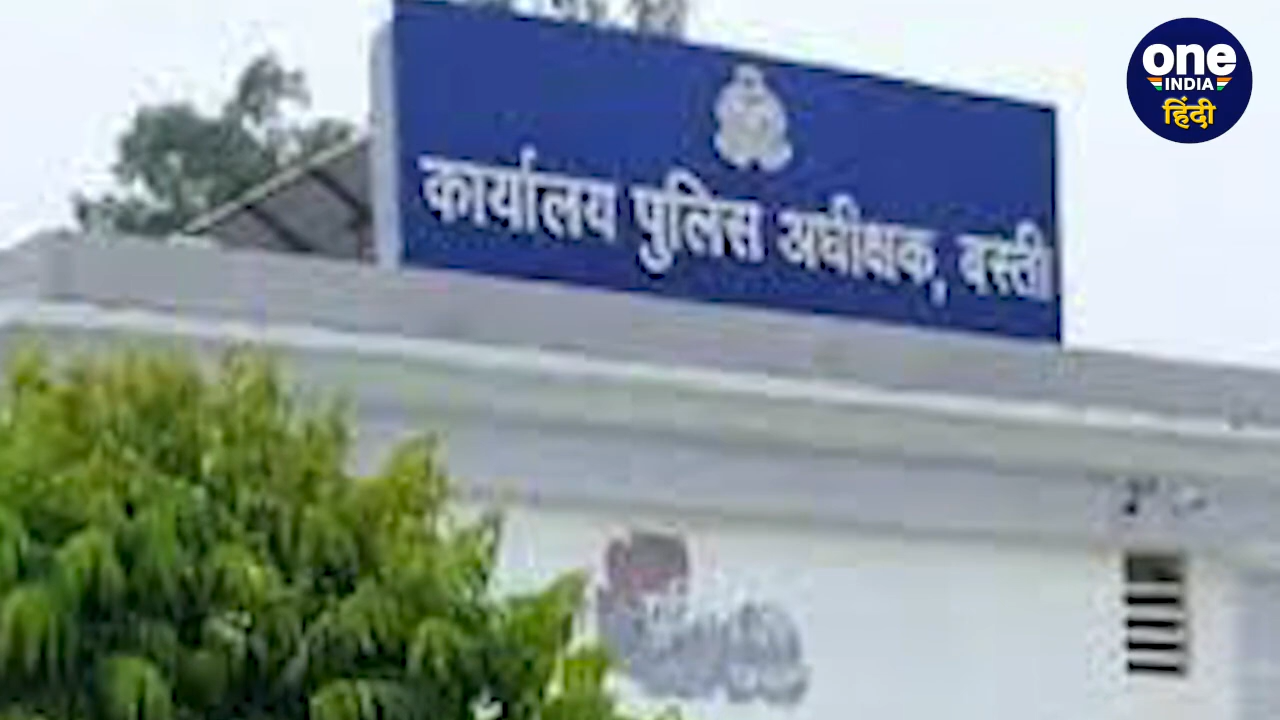 one
INDIA
हिंदी
कार्यालय पुलिस अधीक्षक, बस्ती